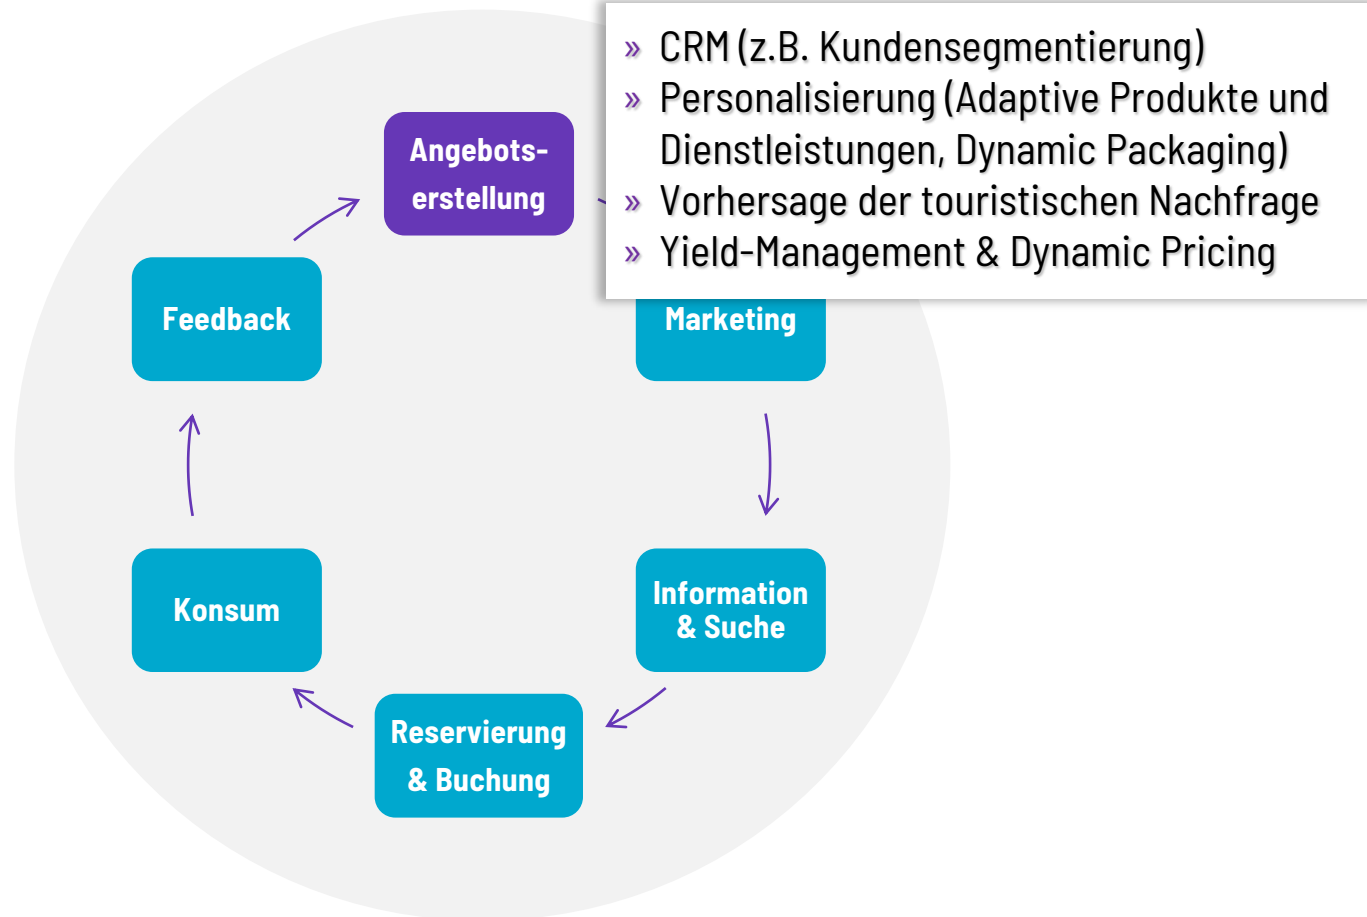 » CRM (z.B. Kundensegmentierung)
» Personalisierung (Adaptive Produkte und
Dienstleistungen, Dynamic Packaging)
» Vorhersage der touristischen Nachfrage
» Yield-Management & Dynamic Pricing
Angebots-
erstellung
Marketing
Information
& Suche
Reservierung
& Buchung
Konsum
Feedback